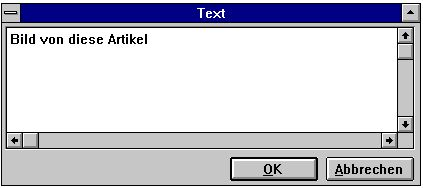 Text
Bild von diese Artikel
OK
Abbrechen